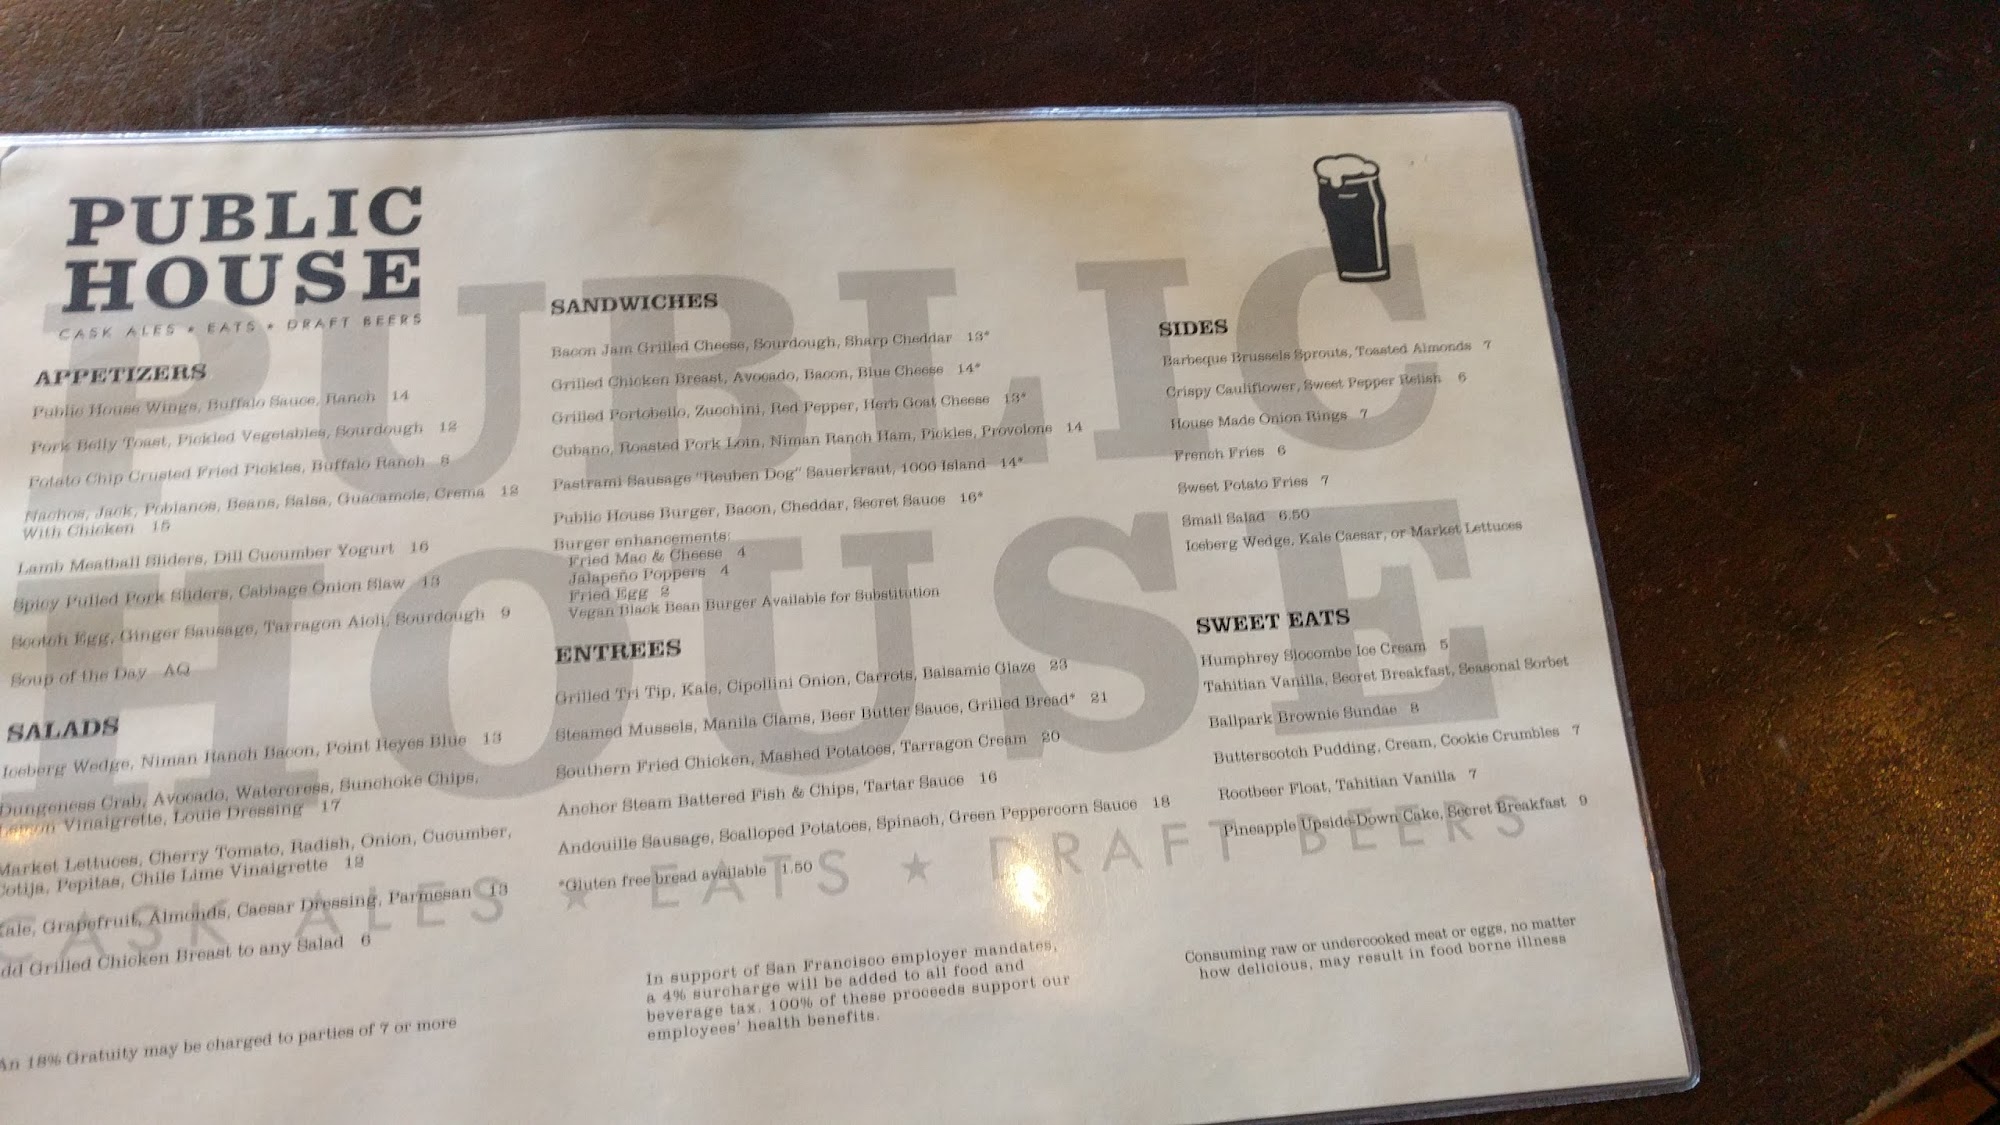 PUBLIC
HOUSE
CASK ALES ★ EATS ★ DRAFT BEERS
APPETIZERS
Public House Wings, Buffalo Sauce, Ranch 14
Pork Belly Toast, Pickled Vegetables, Sourdough 12
Potato Chip Crusted Fried Pickles, Buffalo Ranch 8
Nachos, Jack, Poblanos, Beans, Salsa, Guacamole, Crema 12
With Chicken 15
Lamb Meatball Sliders, Dill Cucumber Yogurt 16
Spicy Pulled Pork Sliders, Cabbage Onion Slaw 13
Scotch Egg, Ginger Sausage, Tarragon Aioli, Sourdough 9
Soup of the Day AQ
SALADS
Iceberg Wedge, Niman Ranch Bacon, Point Reyes Blue 13
Dungeness Crab, Avocado, Watercress, Sunchoke Chips,
Lemon Vinaigrette, Louie Dressing 17
Market Lettuces, Cherry Tomato, Radish, Onion, Cucumber,
Cotija, Pepitas, Chile Lime Vinaigrette 12
Kale, Grapefruit, Almonds, Caesar Dressing, Parmesan 13
dd Grilled Chicken Breast to any Salad 6
An 18% Gratuity may be charged to parties of 7 or more
SANDWICHES
Bacon Jam Grilled Cheese, Sourdough, Sharp Cheddar 13*
Grilled Chicken Breast, Avocado, Bacon, Blue Cheese 14*
Grilled Portobello, Zucchini, Red Pepper, Herb Goat Cheese 13*
Cubano, Roasted Pork Loin, Niman Ranch Ham, Pickles, Provolone 14
Pastrami Sausage "Reuben Dog" Sauerkraut, 1000 Island 14*
Public House Burger, Bacon, Cheddar, Secret Sauce 16*
Burger enhancements:
Fried Mac & Cheese 4
Jalapeño Poppers 4
Fried Egg 2
Vegan Black Bean Burger Available for Substitution
ENTREES
Grilled Tri Tip, Kale, Cipollini Onion, Carrots, Balsamic Glaze 23
Steamed Mussels, Manila Clams, Beer Butter Sauce, Grilled Bread* 21
Southern Fried Chicken, Mashed Potatoes, Tarragon Cream 20
Anchor Steam Battered Fish & Chips, Tartar Sauce 16
Andouille Sausage, Scalloped Potatoes, Spinach, Green Peppercorn Sauce 18
*Gluten free bread available 1.50
In support of San Francisco employer mandates,
a 4% surcharge will be added to all food and
beverage tax. 100% of these proceeds support our
employees' health benefits.
SIDES
Barbeque Brussels Sprouts, Toasted Almonds 7
Crispy Cauliflower, Sweet Pepper Relish 6
House Made Onion Rings 7
French Fries 6
Sweet Potato Fries 7
Small Salad 6.50
Iceberg Wedge, Kale Caesar, or Market Lettuces
SWEET EATS
Humphrey Slocombe Ice Cream 5
Tahitian Vanilla, Secret Breakfast, Seasonal Sorbet
Ballpark Brownie Sundae 8
Butterscotch Pudding, Cream, Cookie Crumbles 7
Rootbeer Float, Tahitian Vanilla 7
Pineapple Upside-Down Cake, Secret Breakfast 9
Consuming raw or undercooked meat or eggs, no matter
how delicious, may result in food borne illness
PUBLIC
HOUSE
CASK ALES ★ EATS ★ DRAFT BEERS